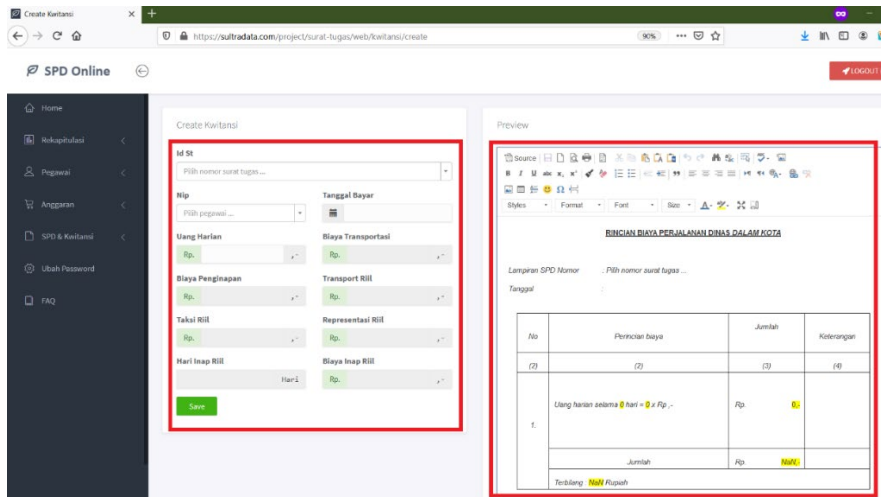 Create Kwitansi
https://sultradata.com/project/surat-tugas/web/kwitansi/create
90%
SPD Online
LOGOUT
Home
Rekapitulasi
Pegawai
Anggaran
SPD & Kwitansi
Ubah Password
FAQ
Create Kwitansi
Id St
Pilih nomor surat tugas ...
Nip
Tanggal Bayar
Pilih pegawai ...
Uang Harian
Biaya Transportasi
Rp. ,-
Rp. ,-
Biaya Penginapan
Transport Riil
Rp. ,-
Rp. ,-
Taksi Riil
Representasi Riil
Rp. ,-
Rp. ,-
Hari Inap Riil
Biaya Inap Riil
Hari
Rp. ,-
Save
Preview
Source
Styles
Format
Font
Size
RINCIAN BIAYA PERJALANAN DINAS DALAM KOTA
Lampiran SPD Nomor : Pilih nomor surat tugas ...
Tanggal :
No
Perincian biaya
Jumlah
Keterangan
(2)
(2)
(3)
(4)
1.
Uang harian selama 0 hari = 0 x Rp ,-
Rp. 0,-
Jumlah
Rp. NaN,-
Terbilang : NaN Rupiah